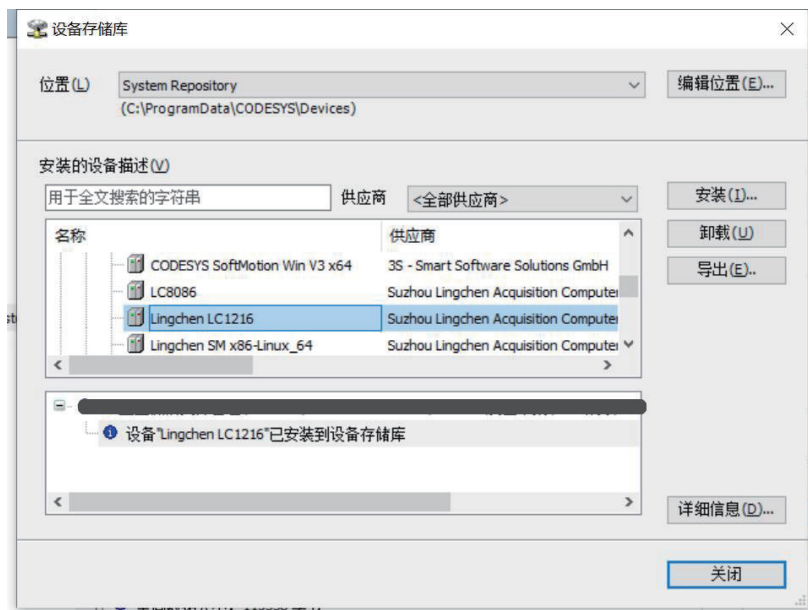 设备存储库
位置(L) System Repository 编辑位置(E)...
(C:\ProgramData\CODESYS\Devices)
安装的设备描述(V)
用于全文搜索的字符串 供应商 <全部供应商> 安装(I)...
名称 供应商 卸载(U)
CODESYS SoftMotion Win V3 x64 3S - Smart Software Solutions GmbH 导出(E)..
LC8086 Suzhou Lingchen Acquisition Computer
Lingchen LC1216 Suzhou Lingchen Acquisition Computer
Lingchen SM x86-Linux_64 Suzhou Lingchen Acquisition Computer
设备"Lingchen LC1216"已安装到设备存储库
详细信息(D)...
关闭